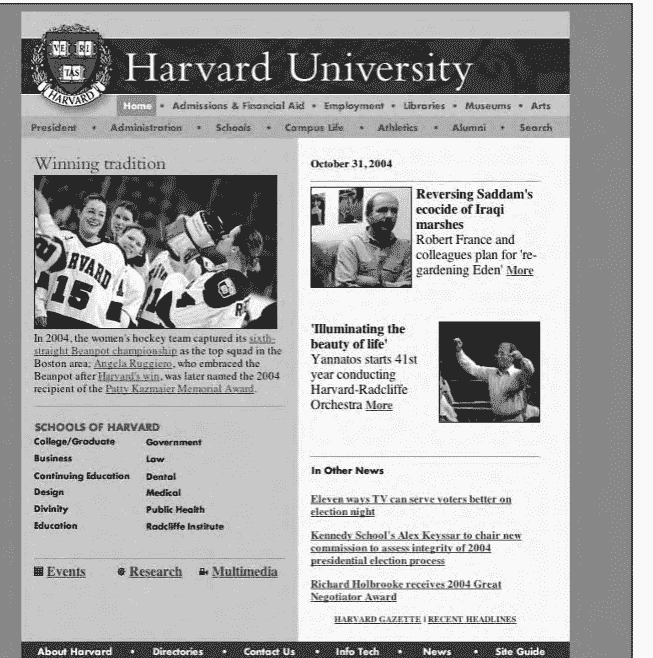 VE RI
TAS
HARVARD
Harvard University
Home • Admissions & Financial Aid • Employment • Libraries • Museums • Arts
President • Administration • Schools • Campus Life • Athletics • Alumni • Search
Winning tradition
HARVARD
15
In 2004, the women's hockey team captured its sixth-
straight Beanpot championship as the top squad in the
Boston area; Angela Ruggiero, who embraced the
Beanpot after Harvard's win, was later named the 2004
recipient of the Patty Kazmaier Memorial Award.
SCHOOLS OF HARVARD
College/Graduate
Business
Continuing Education
Design
Divinity
Education
Government
Law
Dental
Medical
Public Health
Radcliffe Institute
Events
Research
Multimedia
October 31, 2004
Reversing Saddam's
ecocide of Iraqi
marshes
Robert France and
colleagues plan for 're-
gardening Eden' More
'Illuminating the
beauty of life'
Yannatos starts 41st
year conducting
Harvard-Radcliffe
Orchestra More
In Other News
Eleven ways TV can serve voters better on
election night
Kennedy School's Alex Keyssar to chair new
commission to assess integrity of 2004
presidential election process
Richard Holbrooke receives 2004 Great
Negotiator Award
HARVARD GAZETTE | RECENT HEADLINES
About Harvard • Directories • Contact Us • Info Tech • News • Site Guide